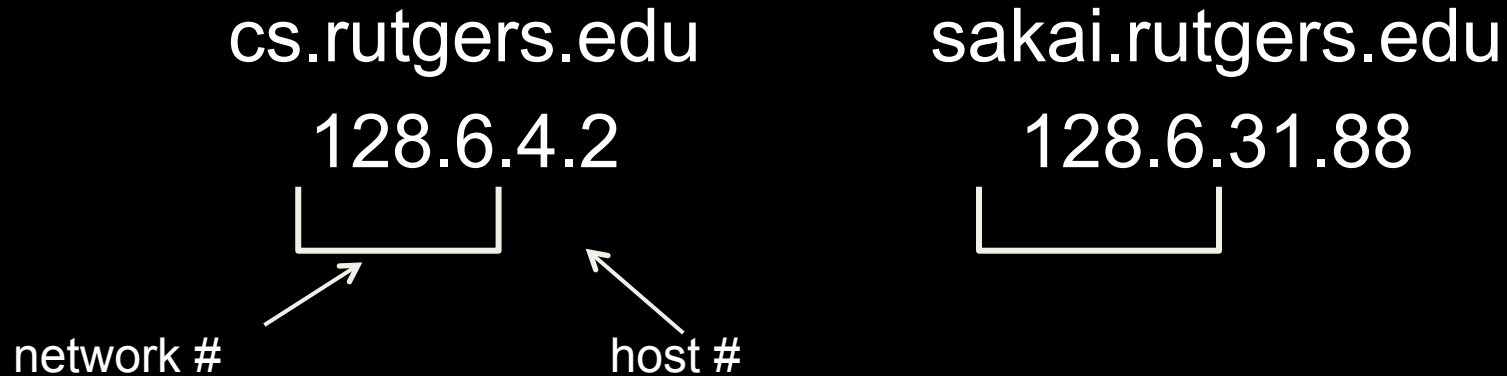 cs.rutgers.edu
128.6.4.2
sakai.rutgers.edu
128.6.31.88
network #
host #